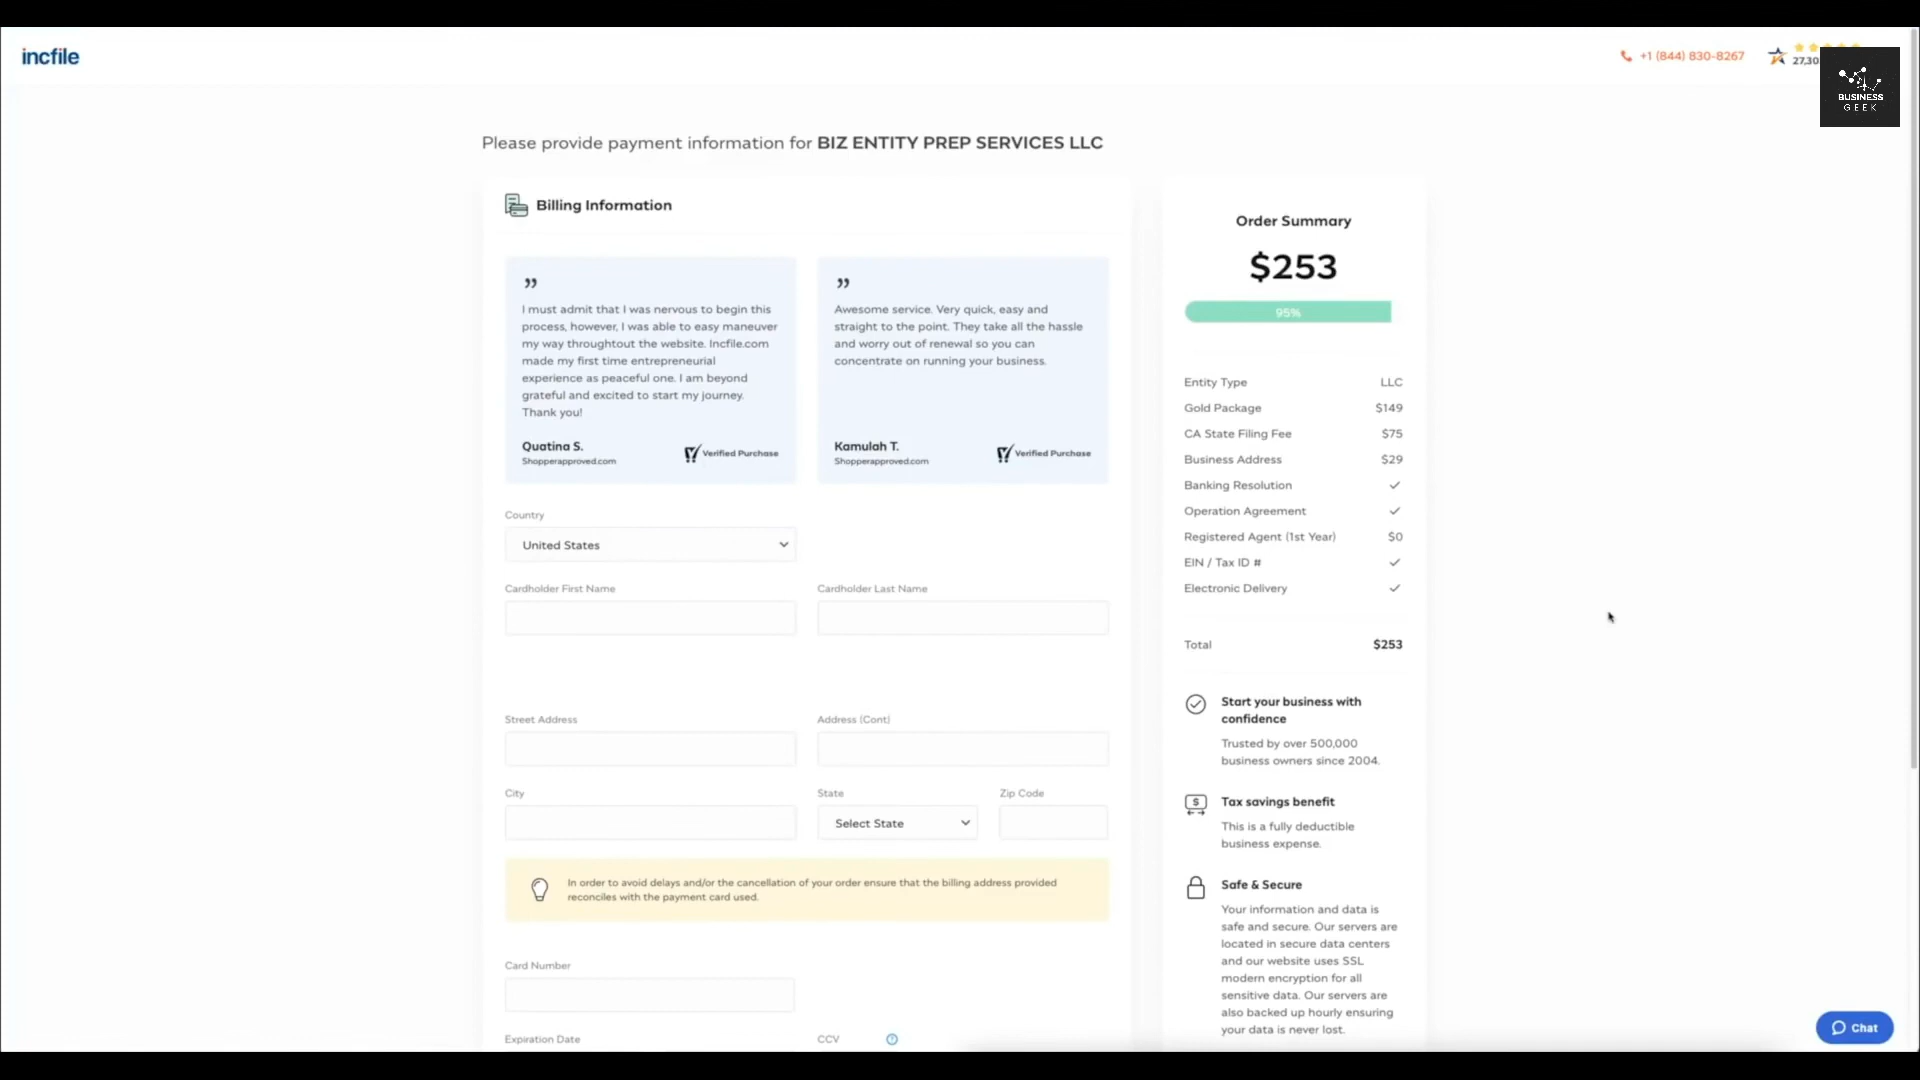 incfile
+1 (844) 830-8267
27,30
BUSINESS
GEEK
Please provide payment information for BIZ ENTITY PREP SERVICES LLC
Billing Information
”
I must admit that I was nervous to begin this
process, however, I was able to easy maneuver
my way throughtout the website. Incfile.com
made my first time entrepreneurial
experience as peaceful one. I am beyond
grateful and excited to start my journey.
Thank you!
Quatina S.
Shopperapproved.com
Verified Purchase
”
Awesome service. Very quick, easy and
straight to the point. They take all the hassle
and worry out of renewal so you can
concentrate on running your business.
Kamulah T.
Shopperapproved.com
Verified Purchase
Country
United States
Cardholder First Name
Cardholder Last Name
Street Address
Address (Cont)
City
State
Zip Code
Select State
In order to avoid delays and/or the cancellation of your order ensure that the billing address provided
reconciles with the payment card used.
Card Number
Expiration Date
CCV
Order Summary
$253
95%
Entity Type LLC
Gold Package $149
CA State Filing Fee $75
Business Address $29
Banking Resolution
Operation Agreement
Registered Agent (1st Year) $0
EIN / Tax ID #
Electronic Delivery
Total $253
Start your business with
confidence
Trusted by over 500,000
business owners since 2004.
Tax savings benefit
This is a fully deductible
business expense.
Safe & Secure
Your information and data is
safe and secure. Our servers are
located in secure data centers
and our website uses SSL
modern encryption for all
sensitive data. Our servers are
also backed up hourly ensuring
your data is never lost.
Chat